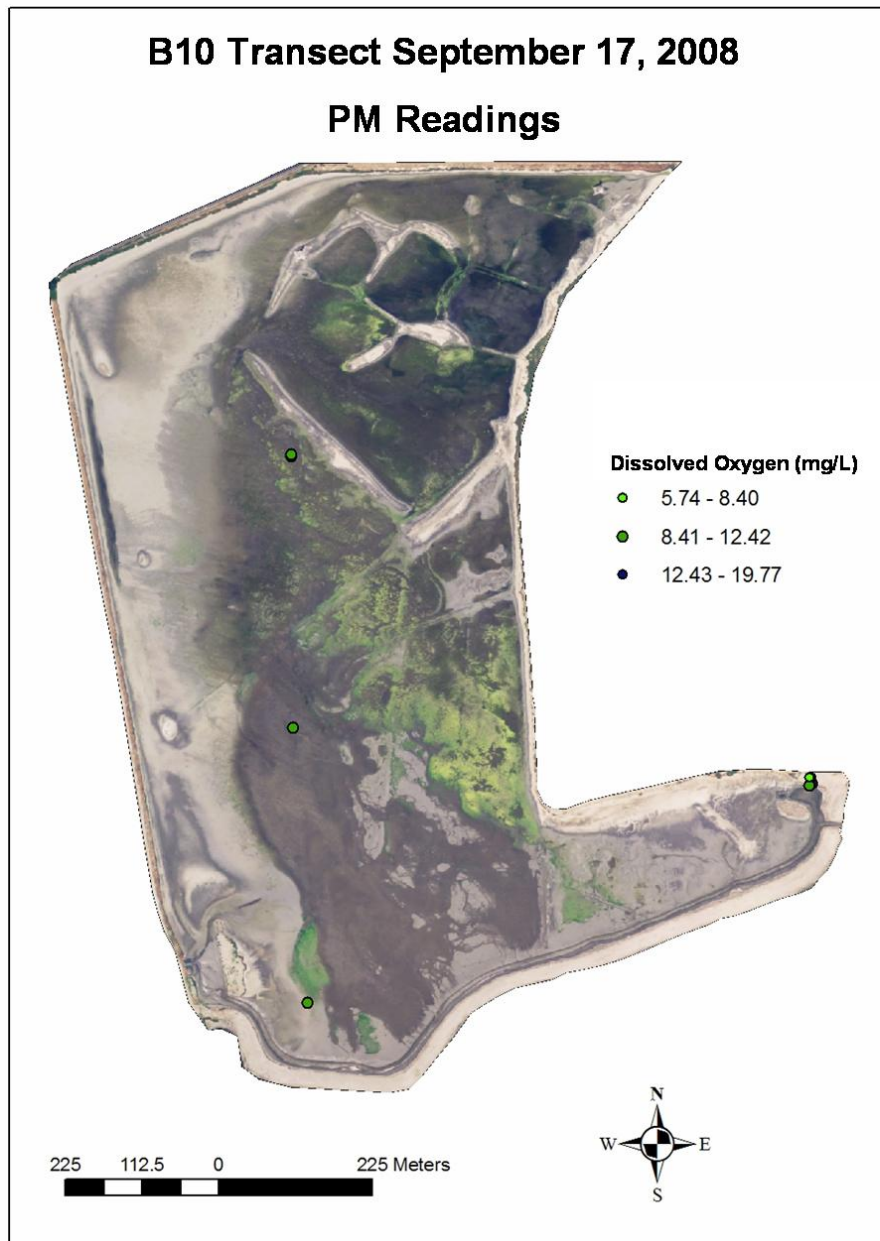 B10 Transect September 17, 2008
PM Readings
Dissolved Oxygen (mg/L)
5.74 - 8.40
8.41 - 12.42
12.43 - 19.77
N
W E
S
225 112.5 0 225 Meters